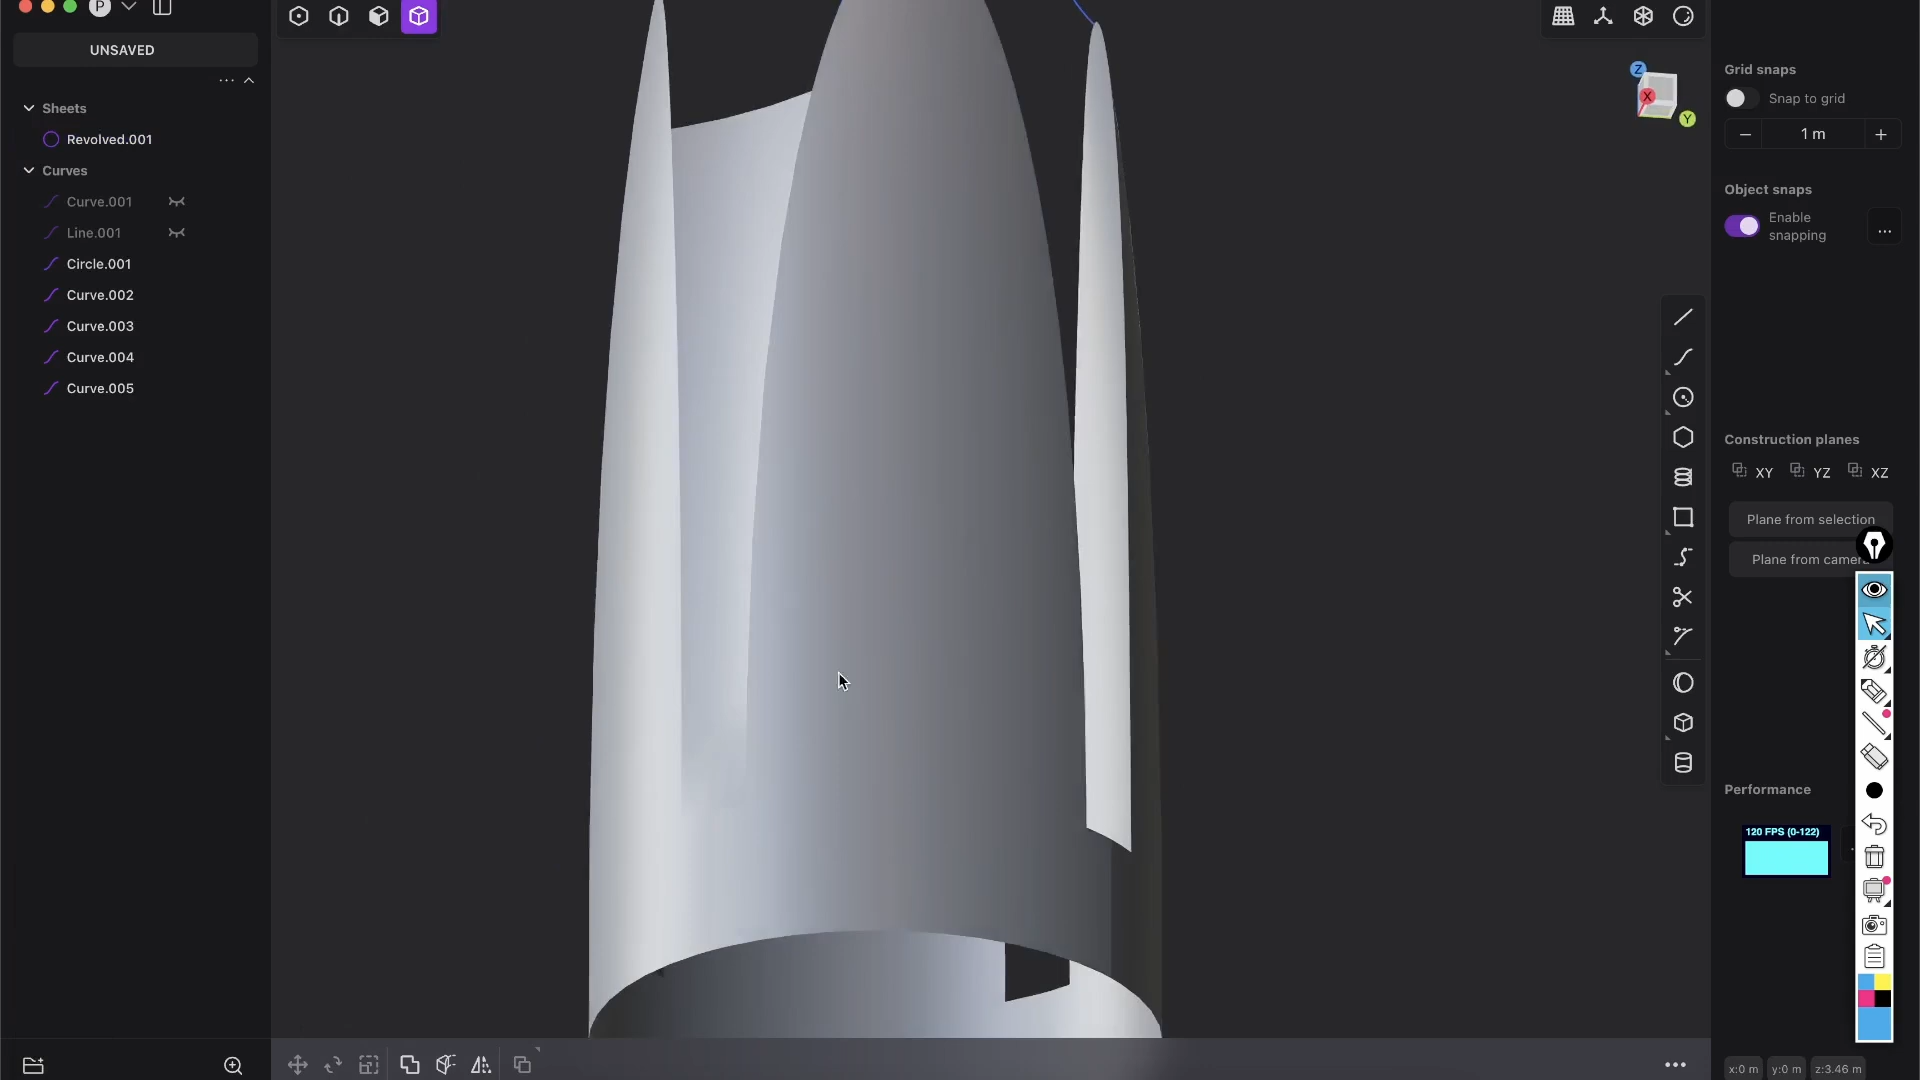 P
UNSAVED
Sheets
Revolved.001
Curves
Curve.001
Line.001
Circle.001
Curve.002
Curve.003
Curve.004
Curve.005
Z
X
Y
Grid snaps
Snap to grid
1 m
Object snaps
Enable
snapping
Construction planes
XY
YZ
XZ
Plane from selection
Plane from camera
Performance
120 FPS (0-122)
x:0 m
y:0 m
z:3.46 m